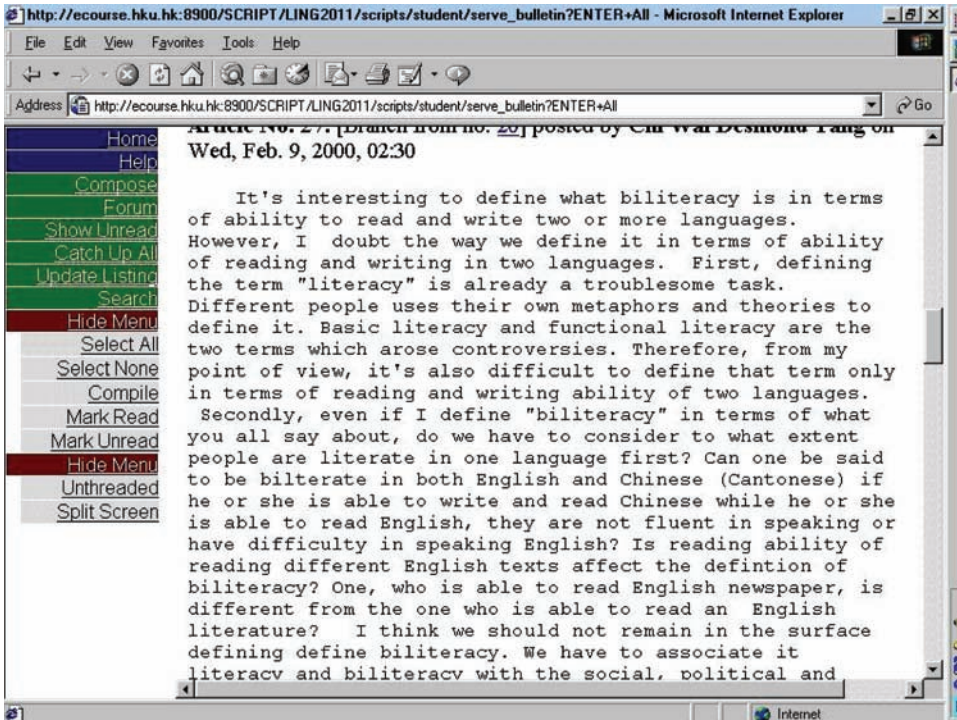 http://ecourse.hku.hk:8900/SCRIPT/LING2011/scripts/student/serve_bulletin?ENTER+All - Microsoft Internet Explorer
File Edit View Favorites Tools Help
Address http://ecourse.hku.hk:8900/SCRIPT/LING2011/scripts/student/serve_bulletin?ENTER+All Go
Home
Help
Compose
Forum
Show Unread
Catch Up All
Update Listing
Search
Hide Menu
Select All
Select None
Compile
Mark Read
Mark Unread
Hide Menu
Unthreaded
Split Screen
Article No. 27: [Branch from no. 26] posted by Chi Wai Desmond Tang on
Wed, Feb. 9, 2000, 02:30
It's interesting to define what biliteracy is in terms
of ability to read and write two or more languages.
However, I doubt the way we define it in terms of ability
of reading and writing in two languages. First, defining
the term "literacy" is already a troublesome task.
Different people uses their own metaphors and theories to
define it. Basic literacy and functional literacy are the
two terms which arose controversies. Therefore, from my
point of view, it's also difficult to define that term only
in terms of reading and writing ability of two languages.
Secondly, even if I define "biliteracy" in terms of what
you all say about, do we have to consider to what extent
people are literate in one language first? Can one be said
to be bilterate in both English and Chinese (Cantonese) if
he or she is able to write and read Chinese while he or she
is able to read English, they are not fluent in speaking or
have difficulty in speaking English? Is reading ability of
reading different English texts affect the defintion of
biliteracy? One, who is able to read English newspaper, is
different from the one who is able to read an English
literature? I think we should not remain in the surface
defining define biliteracy. We have to associate it
literacy and biliteracy with the social, political and
Internet